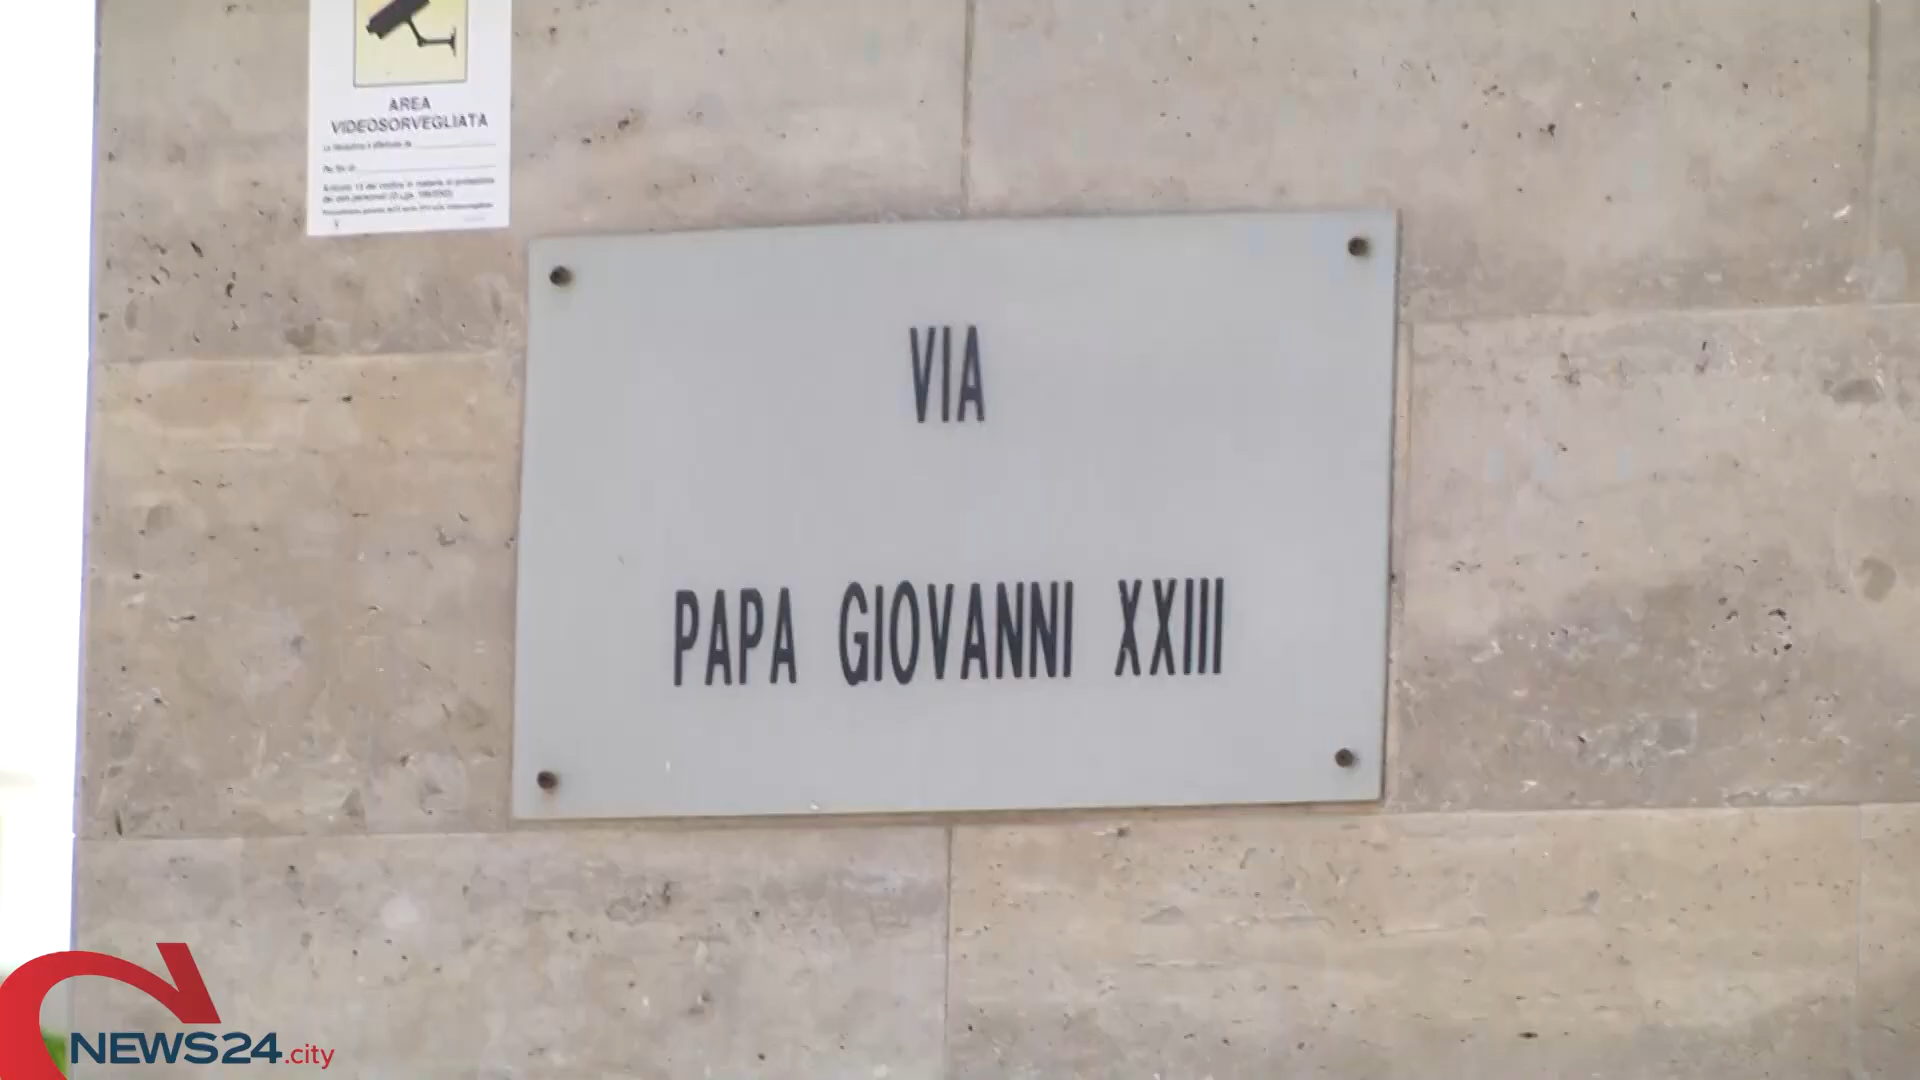 AREA
VIDEOSORVEGLIATA
VIA
PAPA GIOVANNI XXIII
NEWS24.city